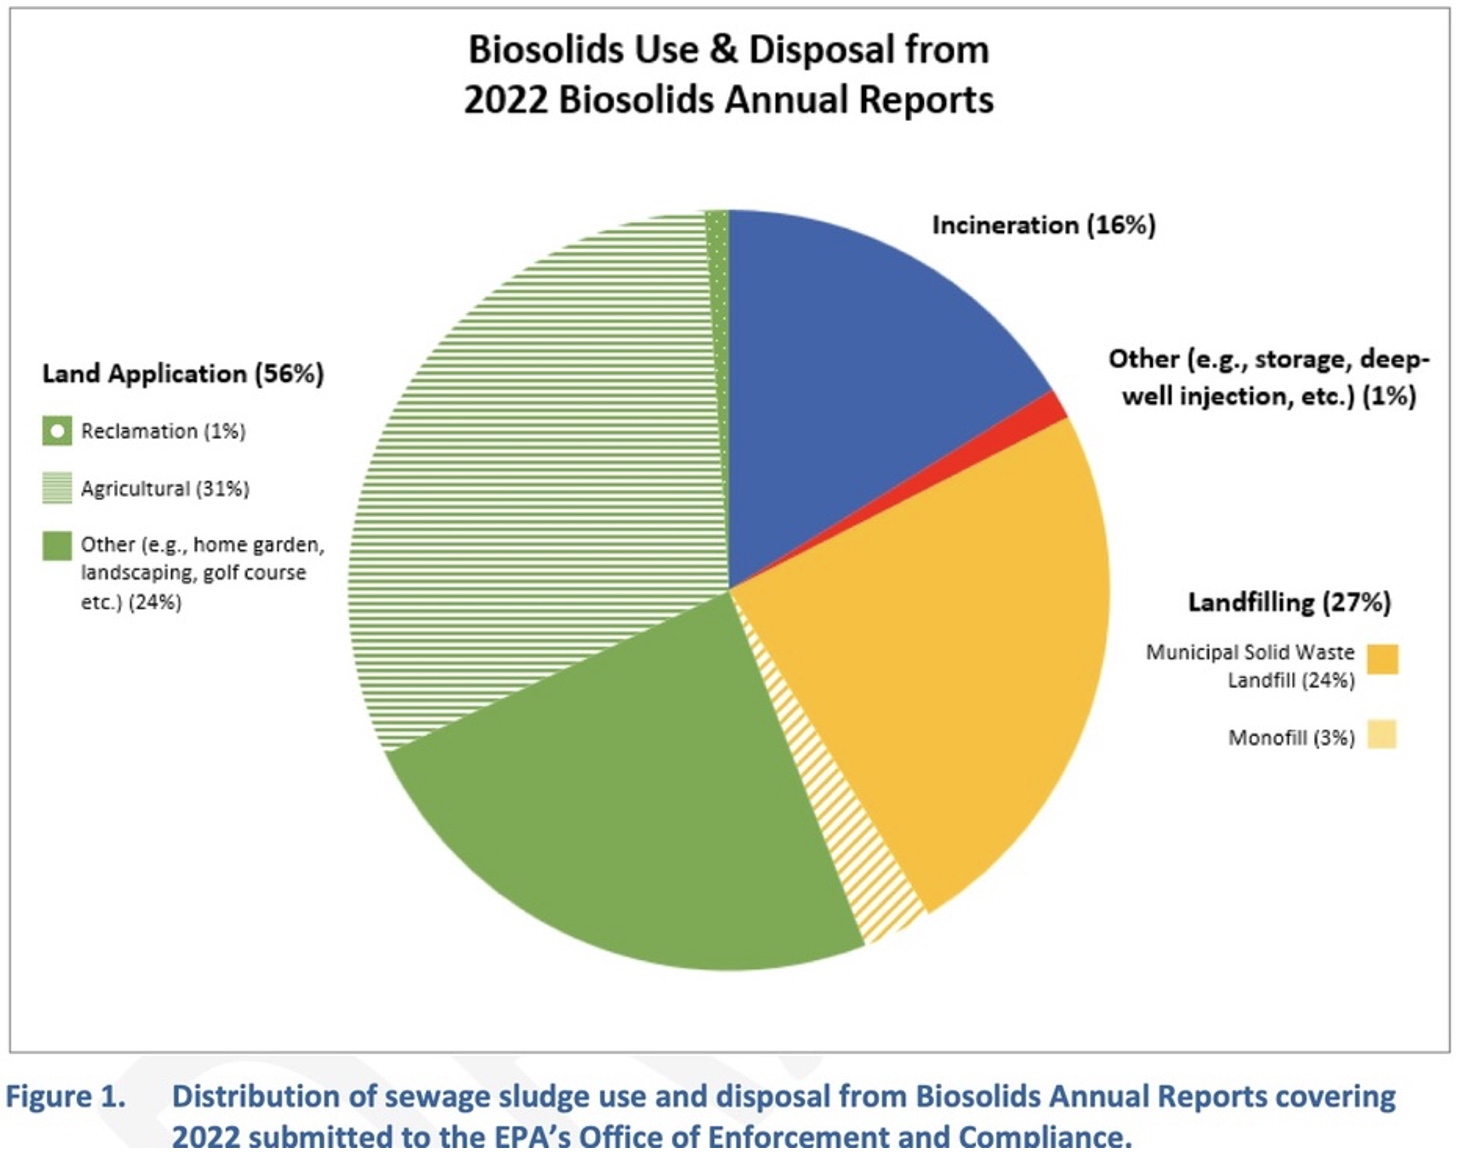 Biosolids Use & Disposal from
2022 Biosolids Annual Reports
Incineration (16%)
Other (e.g., storage, deep-
well injection, etc.) (1%)
Land Application (56%)
Reclamation (1%)
Agricultural (31%)
Other (e.g., home garden,
landscaping, golf course
etc.) (24%)
Landfilling (27%)
Municipal Solid Waste
Landfill (24%)
Monofill (3%)
Figure 1. Distribution of sewage sludge use and disposal from Biosolids Annual Reports covering
2022 submitted to the EPA’s Office of Enforcement and Compliance.